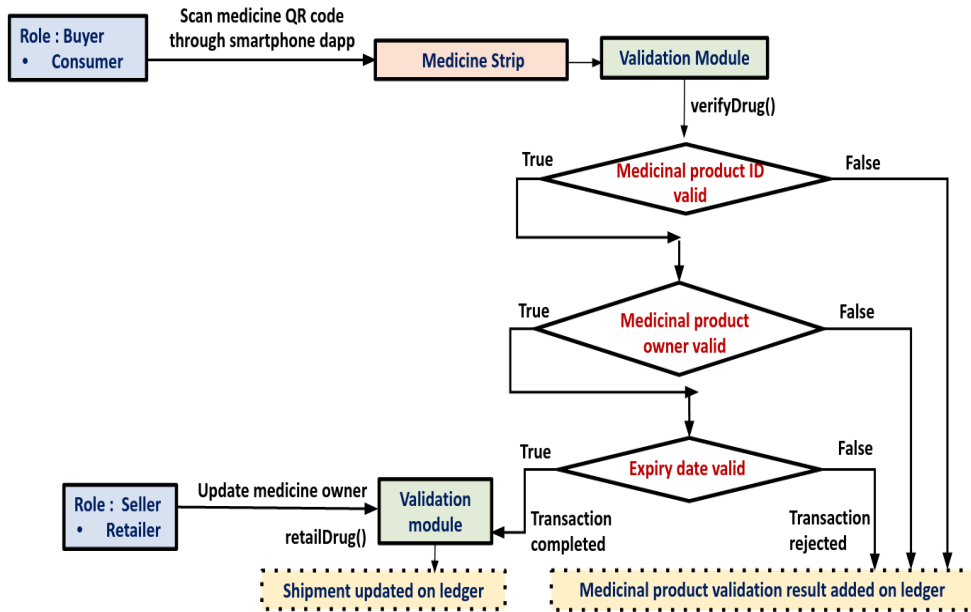 Scan medicine QR code
through smartphone dapp
Role : Buyer
• Consumer
Medicine Strip
Validation Module
verifyDrug()
True
False
Medicinal product ID
valid
True
False
Medicinal product
owner valid
True
False
Expiry date valid
Role : Seller
• Retailer
Update medicine owner
retailDrug()
Validation
module
Transaction
completed
Transaction
rejected
Shipment updated on ledger
Medicinal product validation result added on ledger